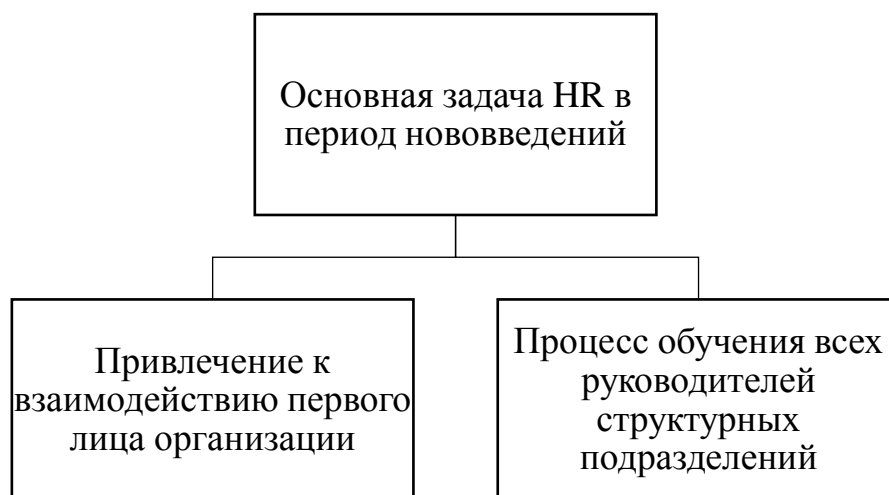 Основная задача HR в
период нововведений
Привлечение к
взаимодействию первого
лица организации
Процесс обучения всех
руководителей
структурных
подразделений